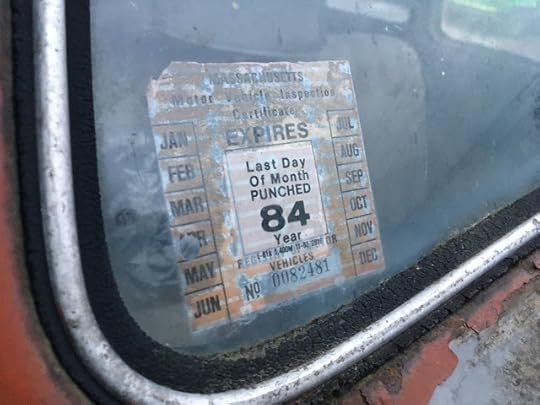 MASSACHUSETTS
Motor Vehicle Inspection
Certificate
EXPIRES
JAN
FEB
MAR
MAY
JUN
Last Day
Of Month
PUNCHED
84
Year
OR
VEHICLES
No 0082481
JUL
AUG
SEP
OCT
NOV
DEC